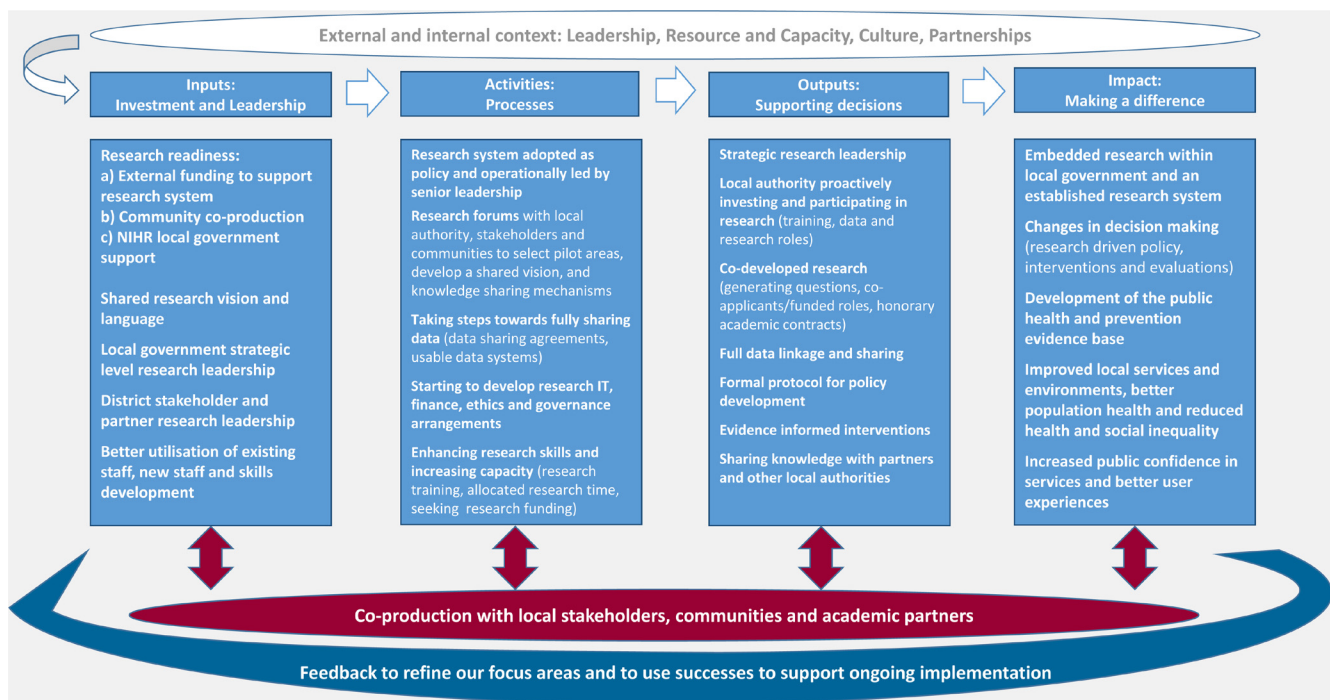 External and internal context: Leadership, Resource and Capacity, Culture, Partnerships
Inputs:
Investment and Leadership
Activities:
Processes
Outputs:
Supporting decisions
Impact:
Making a difference
Research readiness:
a) External funding to support
research system
b) Community co-production
c) NIHR local government
support
Shared research vision and
language
Local government strategic
level research leadership
District stakeholder and
partner research leadership
Better utilisation of existing
staff, new staff and skills
development
Research system adopted as
policy and operationally led by
senior leadership
Research forums with local
authority, stakeholders and
communities to select pilot areas,
develop a shared vision, and
knowledge sharing mechanisms
Taking steps towards fully sharing
data (data sharing agreements,
usable data systems)
Starting to develop research IT,
finance, ethics and governance
arrangements
Enhancing research skills and
increasing capacity (research
training, allocated research time,
seeking research funding)
Strategic research leadership
Local authority proactively
investing and participating in
research (training, data and
research roles)
Co-developed research
(generating questions, co-
applicants/funded roles, honorary
academic contracts)
Full data linkage and sharing
Formal protocol for policy
development
Evidence informed interventions
Sharing knowledge with partners
and other local authorities
Embedded research within
local government and an
established research system
Changes in decision making
(research driven policy,
interventions and evaluations)
Development of the public
health and prevention
evidence base
Improved local services and
environments, better
population health and reduced
health and social inequality
Increased public confidence in
services and better user
experiences
Co-production with local stakeholders, communities and academic partners
Feedback to refine our focus areas and to use successes to support ongoing implementation